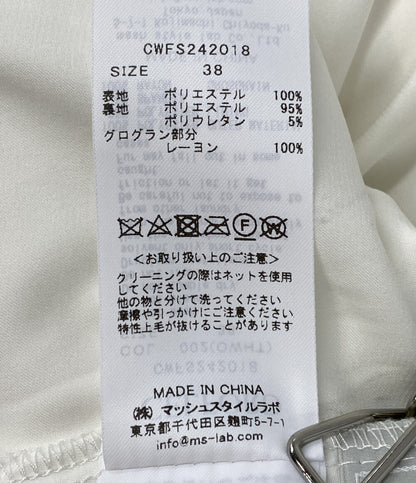 CWFS242018
SIZE 38
表地 ポリエステル 100%
裏地 ポリエステル 95%
ポリウレタン 5%
グログラン部分
レーヨン 100%
F W
<お取り扱い上のご注意>
クリーニングの際はネットを使用
してください
他の物と分けて洗ってください
摩擦や引っかけにご注意ください
特性上毛が抜けることがあります
MADE IN CHINA
(株) マッシュスタイルラボ
東京都千代田区麹町5-7-1
info@ms-lab.com